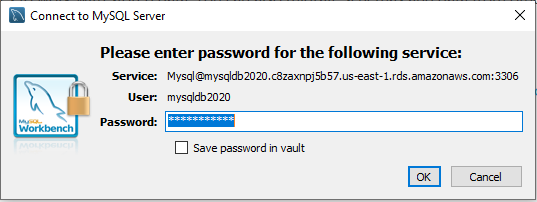 Connect to MySQL Server
Please enter password for the following service:
Service: Mysql@mysqldb2020.c8zaxnpj5b57.us-east-1.rds.amazonaws.com:3306
User: mysqldb2020
Password: ***********
MySQL
Workbench
Save password in vault
OK Cancel